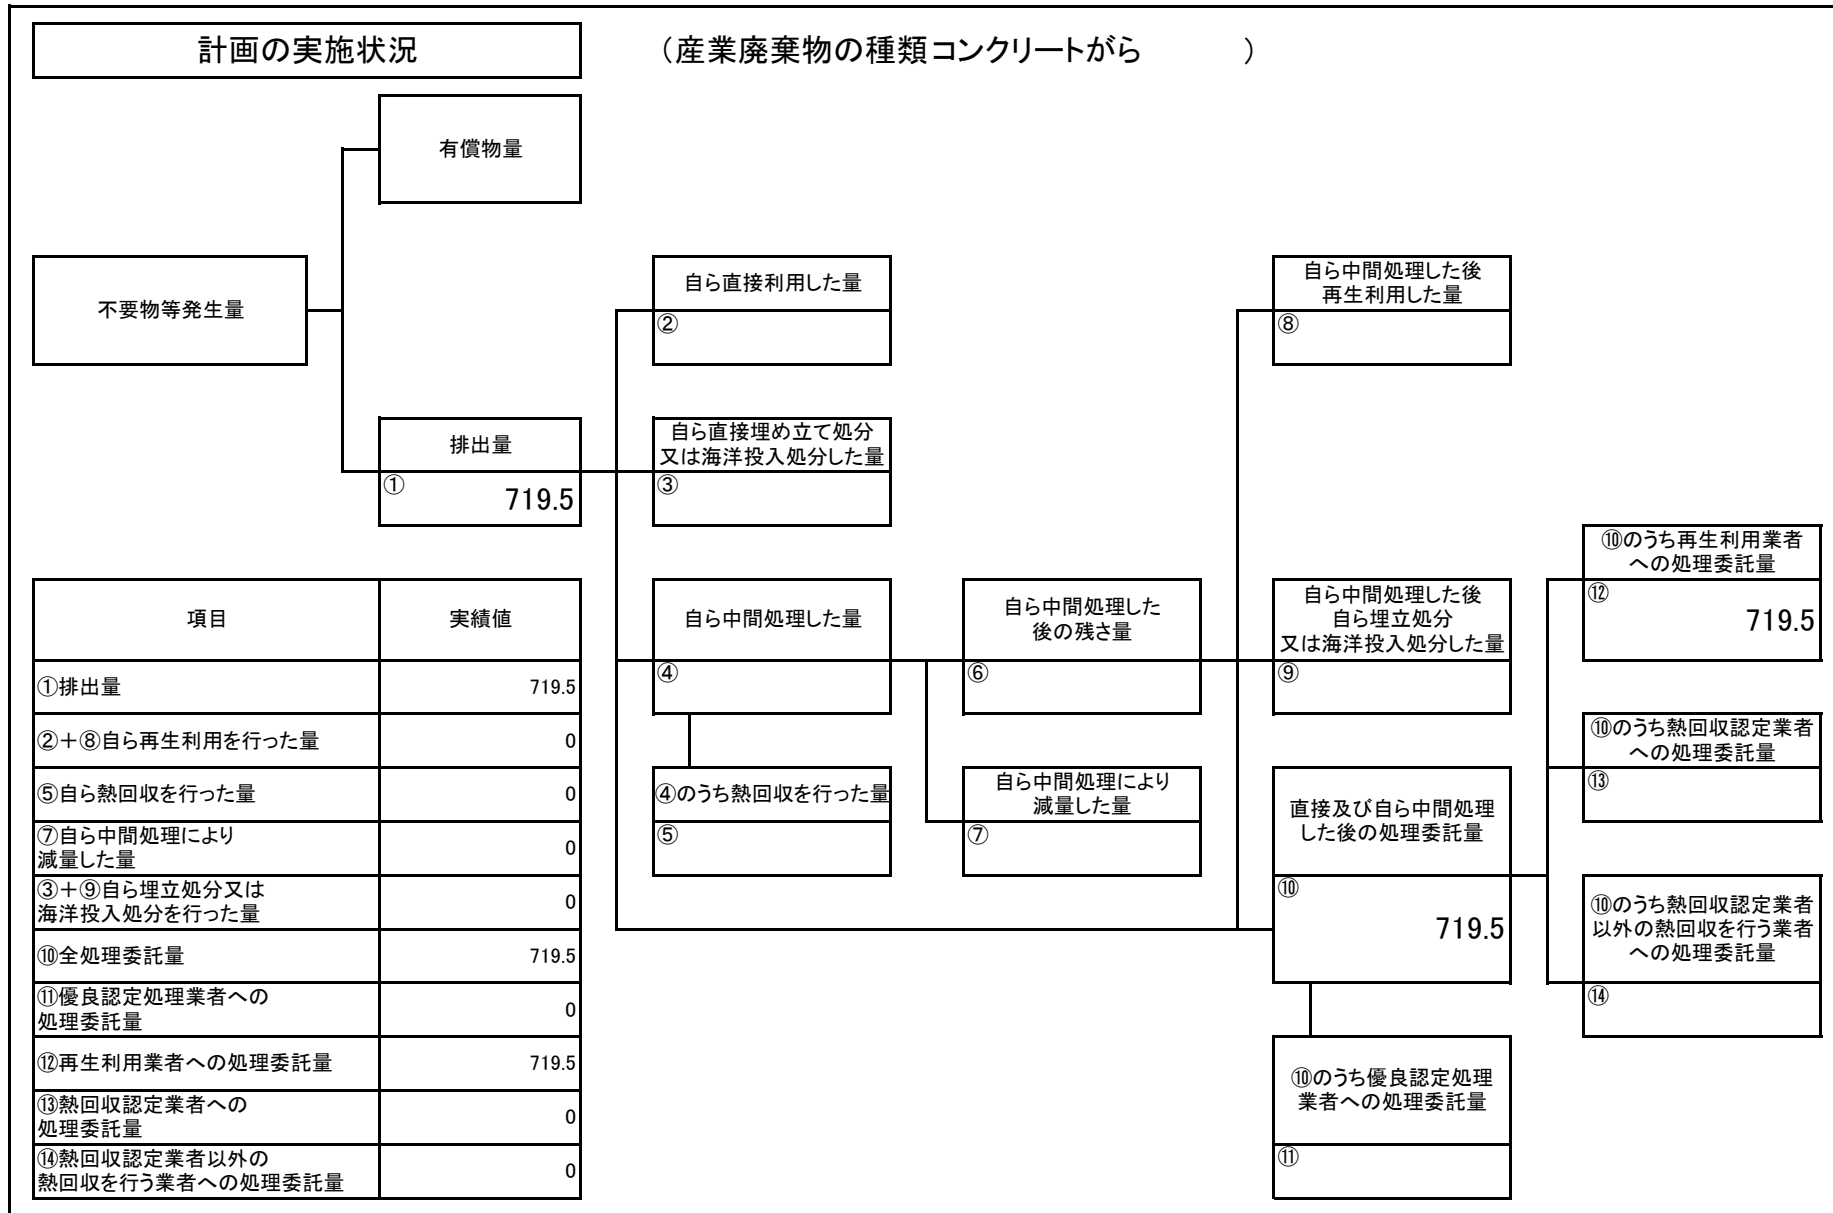 計画の実施状況
（産業廃棄物の種類コンクリートがら　　　）
有償物量
不要物等発生量
自ら直接利用した量
②
自ら中間処理した後
再生利用した量
⑧
排出量
①
719.5
自ら直接埋め立て処分
又は海洋投入処分した量
③
⑩のうち再生利用業者
への処理委託量
⑫
719.5
自ら中間処理した量
④
自ら中間処理した
後の残さ量
⑥
自ら中間処理した後
自ら埋立処分
又は海洋投入処分した量
⑨
⑩のうち熱回収認定業者
への処理委託量
⑬
④のうち熱回収を行った量
⑤
自ら中間処理により
減量した量
⑦
直接及び自ら中間処理
した後の処理委託量
⑩
719.5
⑩のうち熱回収認定業者
以外の熱回収を行う業者
への処理委託量
⑭
⑩のうち優良認定処理
業者への処理委託量
⑪
項目 実績値
①排出量 719.5
②＋⑧自ら再生利用を行った量 0
⑤自ら熱回収を行った量 0
⑦自ら中間処理により
減量した量 0
③＋⑨自ら埋立処分又は
海洋投入処分を行った量 0
⑩全処理委託量 719.5
⑪優良認定処理業者への
処理委託量 0
⑫再生利用業者への処理委託量 719.5
⑬熱回収認定業者への
処理委託量 0
⑭熱回収認定業者以外の
熱回収を行う業者への処理委託量 0